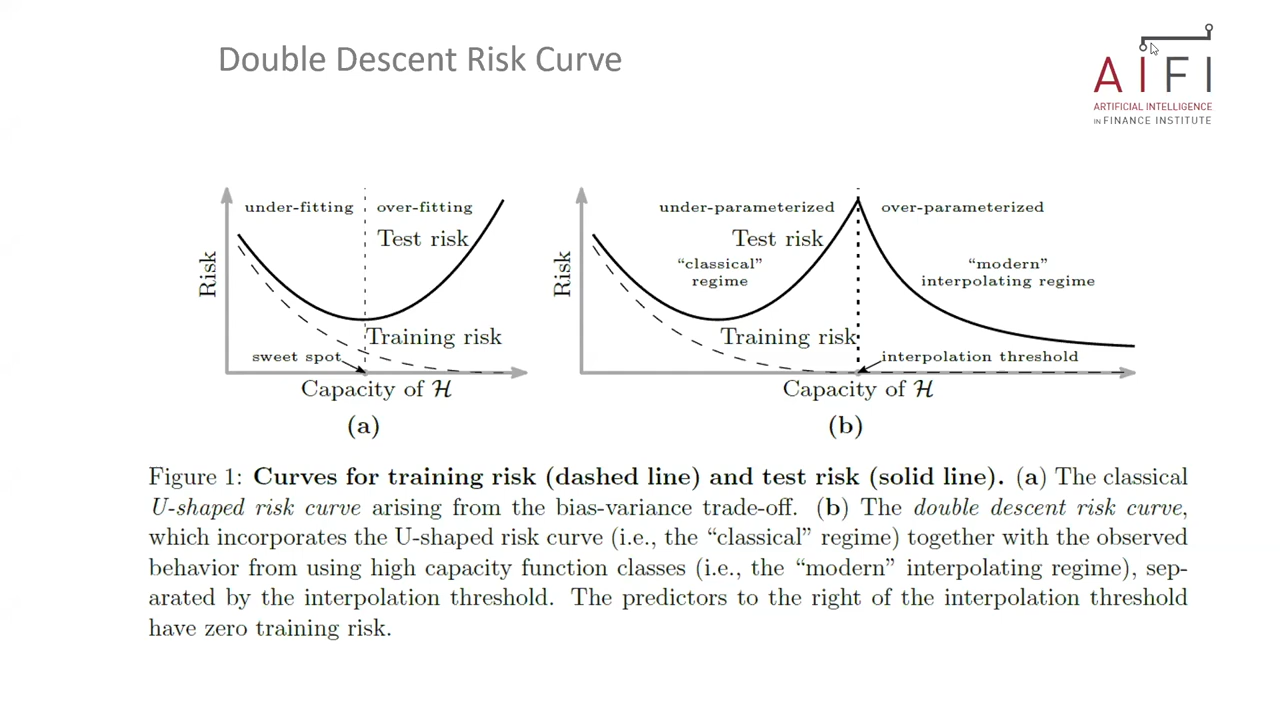 Double Descent Risk Curve
AIFI
ARTIFICIAL INTELLIGENCE
IN FINANCE INSTITUTE
under-fitting
over-fitting
Test risk
Risk
Training risk
sweet spot
Capacity of H
(a)
under-parameterized
over-parameterized
Test risk
“classical”
regime
“modern”
interpolating regime
Risk
Training risk
interpolation threshold
Capacity of H
(b)
Figure 1: Curves for training risk (dashed line) and test risk (solid line). (a) The classical
U-shaped risk curve arising from the bias-variance trade-off. (b) The double descent risk curve,
which incorporates the U-shaped risk curve (i.e., the “classical” regime) together with the observed
behavior from using high capacity function classes (i.e., the “modern” interpolating regime), sep-
arated by the interpolation threshold. The predictors to the right of the interpolation threshold
have zero training risk.